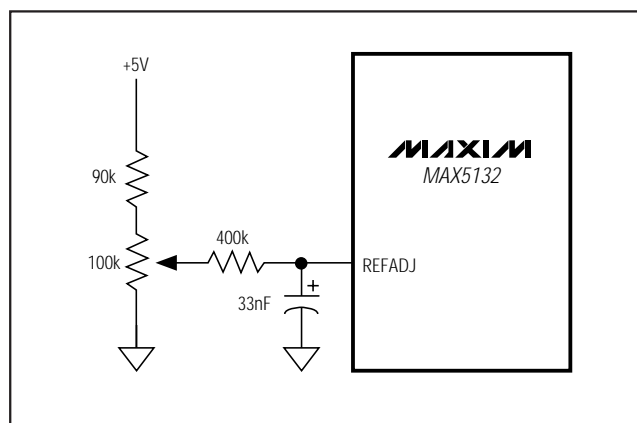 +5V
MAXIM
MAX5132
90k
400k
100k
REFADJ
+
33nF